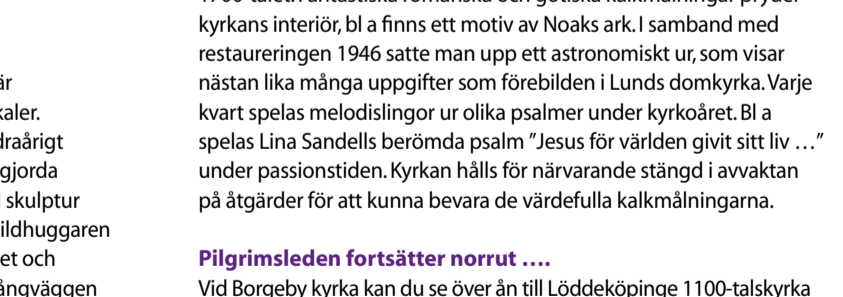 kyrkans interiör, bl a finns ett motiv av Noaks ark. I samband med
restaureringen 1946 satte man upp ett astronomiskt ur, som visar
nästan lika många uppgifter som förebilden i Lunds domkyrka. Varje
kvart spelas melodislingor ur olika psalmer under kyrkoåret. Bl a
spelas Lina Sandells berömda psalm ”Jesus för världen givit sitt liv …”
under passionstiden. Kyrkan hålls för närvarande stängd i avvaktan
på åtgärder för att kunna bevara de värdefulla kalkmålningarna.
Pilgrimsleden fortsätter norrut ….
Vid Borgeby kyrka kan du se över ån till Löddeköpinge 1100-talskyrka
är
kaler.
draårigt
gjorda
skulptur
ildhuggaren
et och
ångväggen